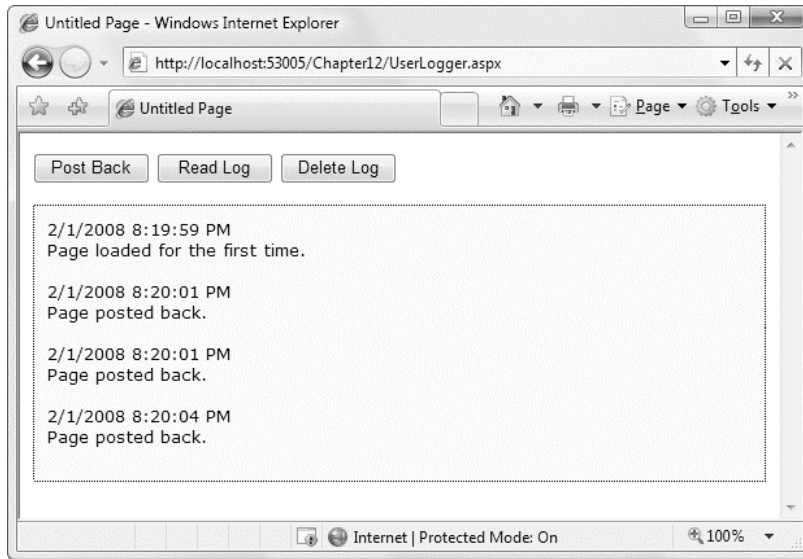 Untitled Page - Windows Internet Explorer
http://localhost:53005/Chapter12/UserLogger.aspx
Untitled Page
Page
Tools
Post Back
Read Log
Delete Log
2/1/2008 8:19:59 PM
Page loaded for the first time.
2/1/2008 8:20:01 PM
Page posted back.
2/1/2008 8:20:01 PM
Page posted back.
2/1/2008 8:20:04 PM
Page posted back.
Internet | Protected Mode: On
100%